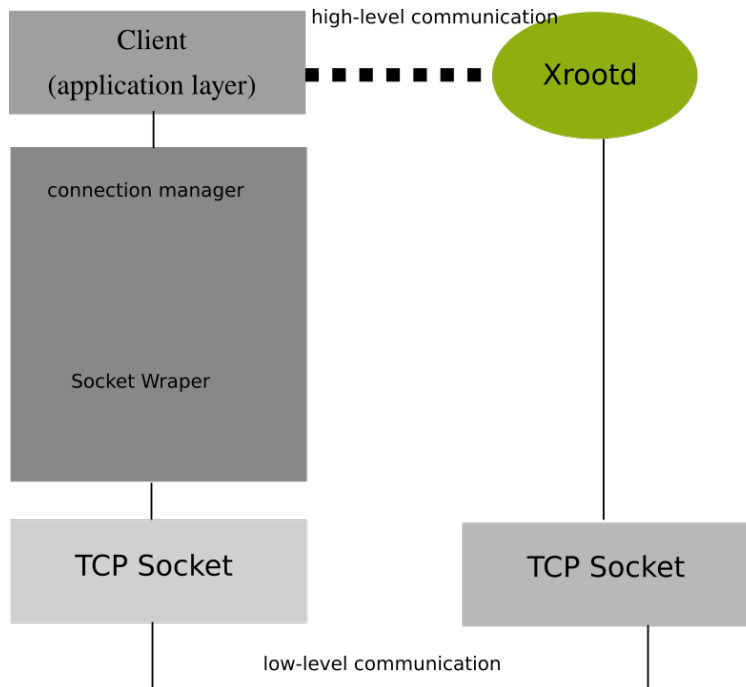 high-level communication
Client
(application layer)
Xrootd
connection manager
Socket Wraper
TCP Socket
TCP Socket
low-level communication